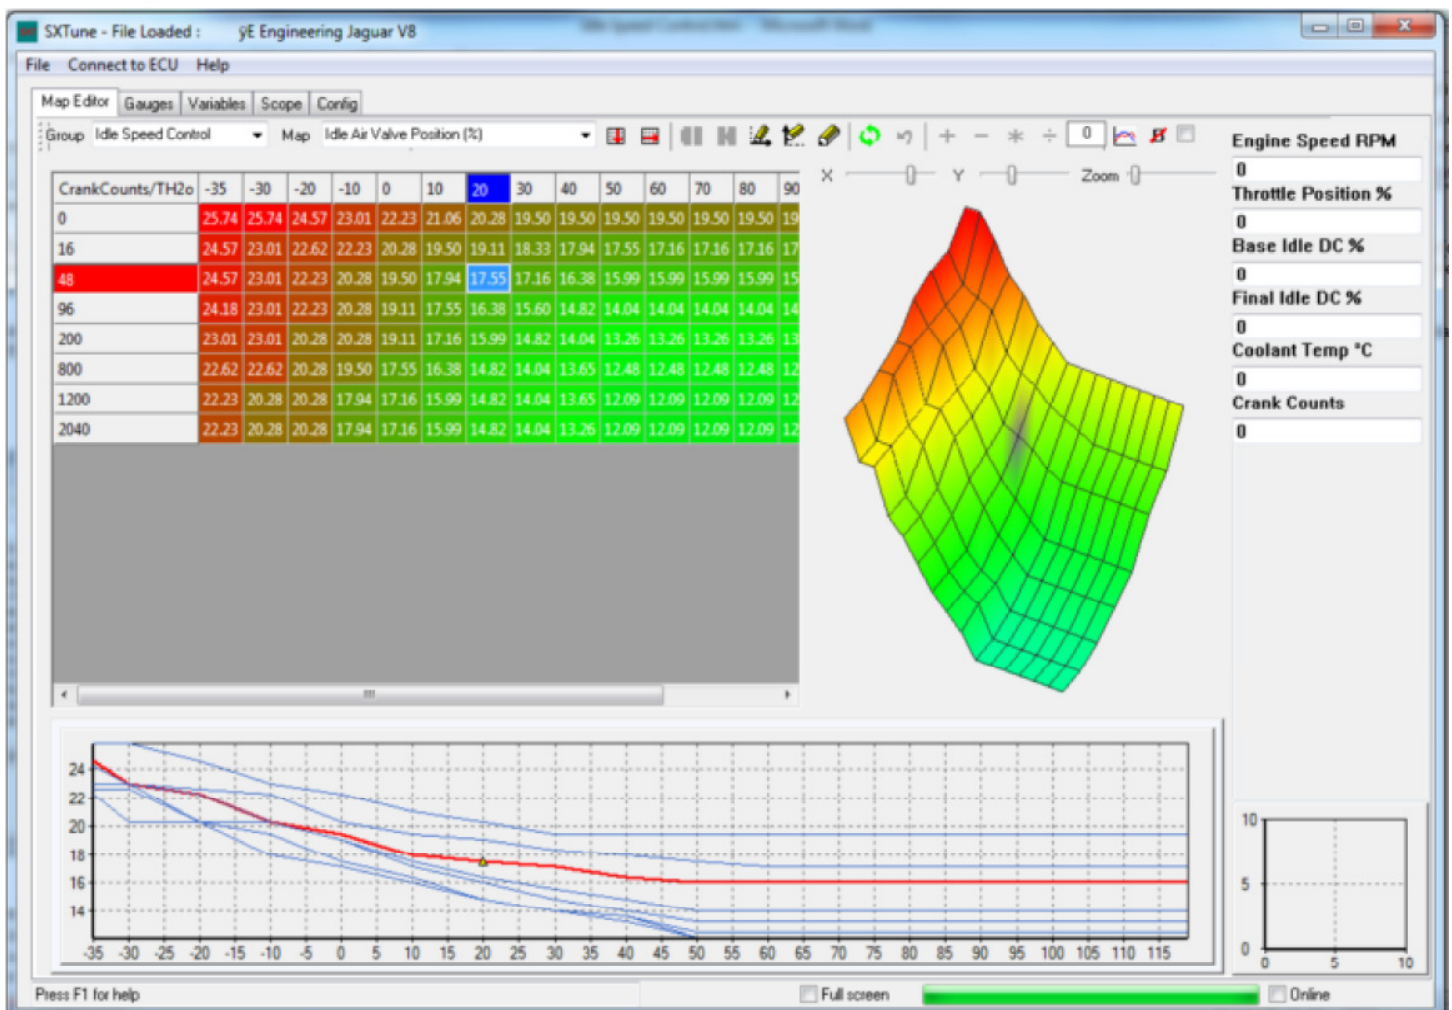 SXTune - File Loaded : ÿE Engineering Jaguar V8
File Connect to ECU Help
Map Editor Gauges Variables Scope Config
Group Idle Speed Control Map Idle Air Valve Position (%) + - * ÷ 0
X Y Zoom
CrankCounts/TH2o -35 -30 -20 -10 0 10 20 30 40 50 60 70 80 90
0 25.74 25.74 24.57 23.01 22.23 21.06 20.28 19.50 19.50 19.50 19.50 19.50 19.50 19
16 24.57 23.01 22.62 22.23 20.28 19.50 19.11 18.33 17.94 17.55 17.16 17.16 17.16 17
48 24.57 23.01 22.23 20.28 19.50 17.94 17.55 17.16 16.38 15.99 15.99 15.99 15.99 15
96 24.18 23.01 22.23 20.28 19.11 17.55 16.38 15.60 14.82 14.04 14.04 14.04 14.04 14
200 23.01 23.01 20.28 20.28 19.11 17.16 15.99 14.82 14.04 13.26 13.26 13.26 13.26 13
800 22.62 22.62 20.28 19.50 17.55 16.38 14.82 14.04 13.65 12.48 12.48 12.48 12.48 12
1200 22.23 20.28 20.28 17.94 17.16 15.99 14.82 14.04 13.65 12.09 12.09 12.09 12.09 12
2040 22.23 20.28 20.28 17.94 17.16 15.99 14.82 14.04 13.26 12.09 12.09 12.09 12.09 12
Engine Speed RPM
0
Throttle Position %
0
Base Idle DC %
0
Final Idle DC %
0
Coolant Temp °C
0
Crank Counts
0
24
22
20
18
16
14
-35 -30 -25 -20 -15 -10 -5 0 5 10 15 20 25 30 35 40 45 50 55 60 65 70 75 80 85 90 95 100 105 110 115
10
5
0
0 5 10
Press F1 for help
Full screen
Online